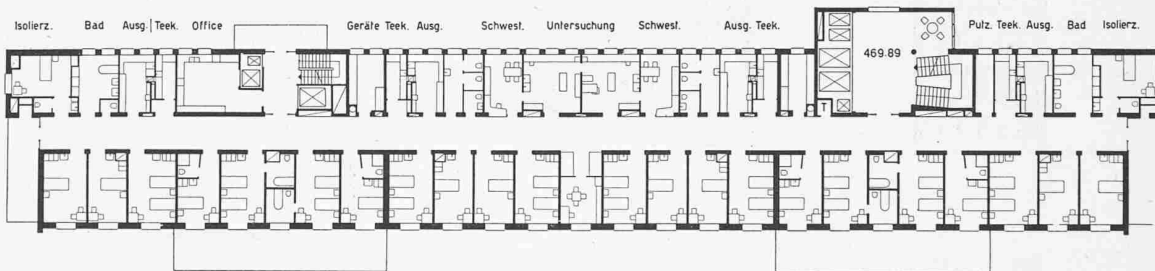 Isolierz. Bad Ausg. Teek. Office Geräte Teek. Ausg. Schwest. Untersuchung Schwest. Ausg. Teek. Putz. Teek. Ausg. Bad Isolierz.
469.89
T